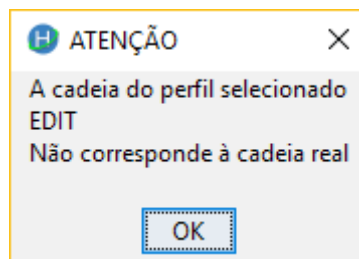 H ATENÇÃO
A cadeia do perfil selecionado
EDIT
Não corresponde à cadeia real
OK